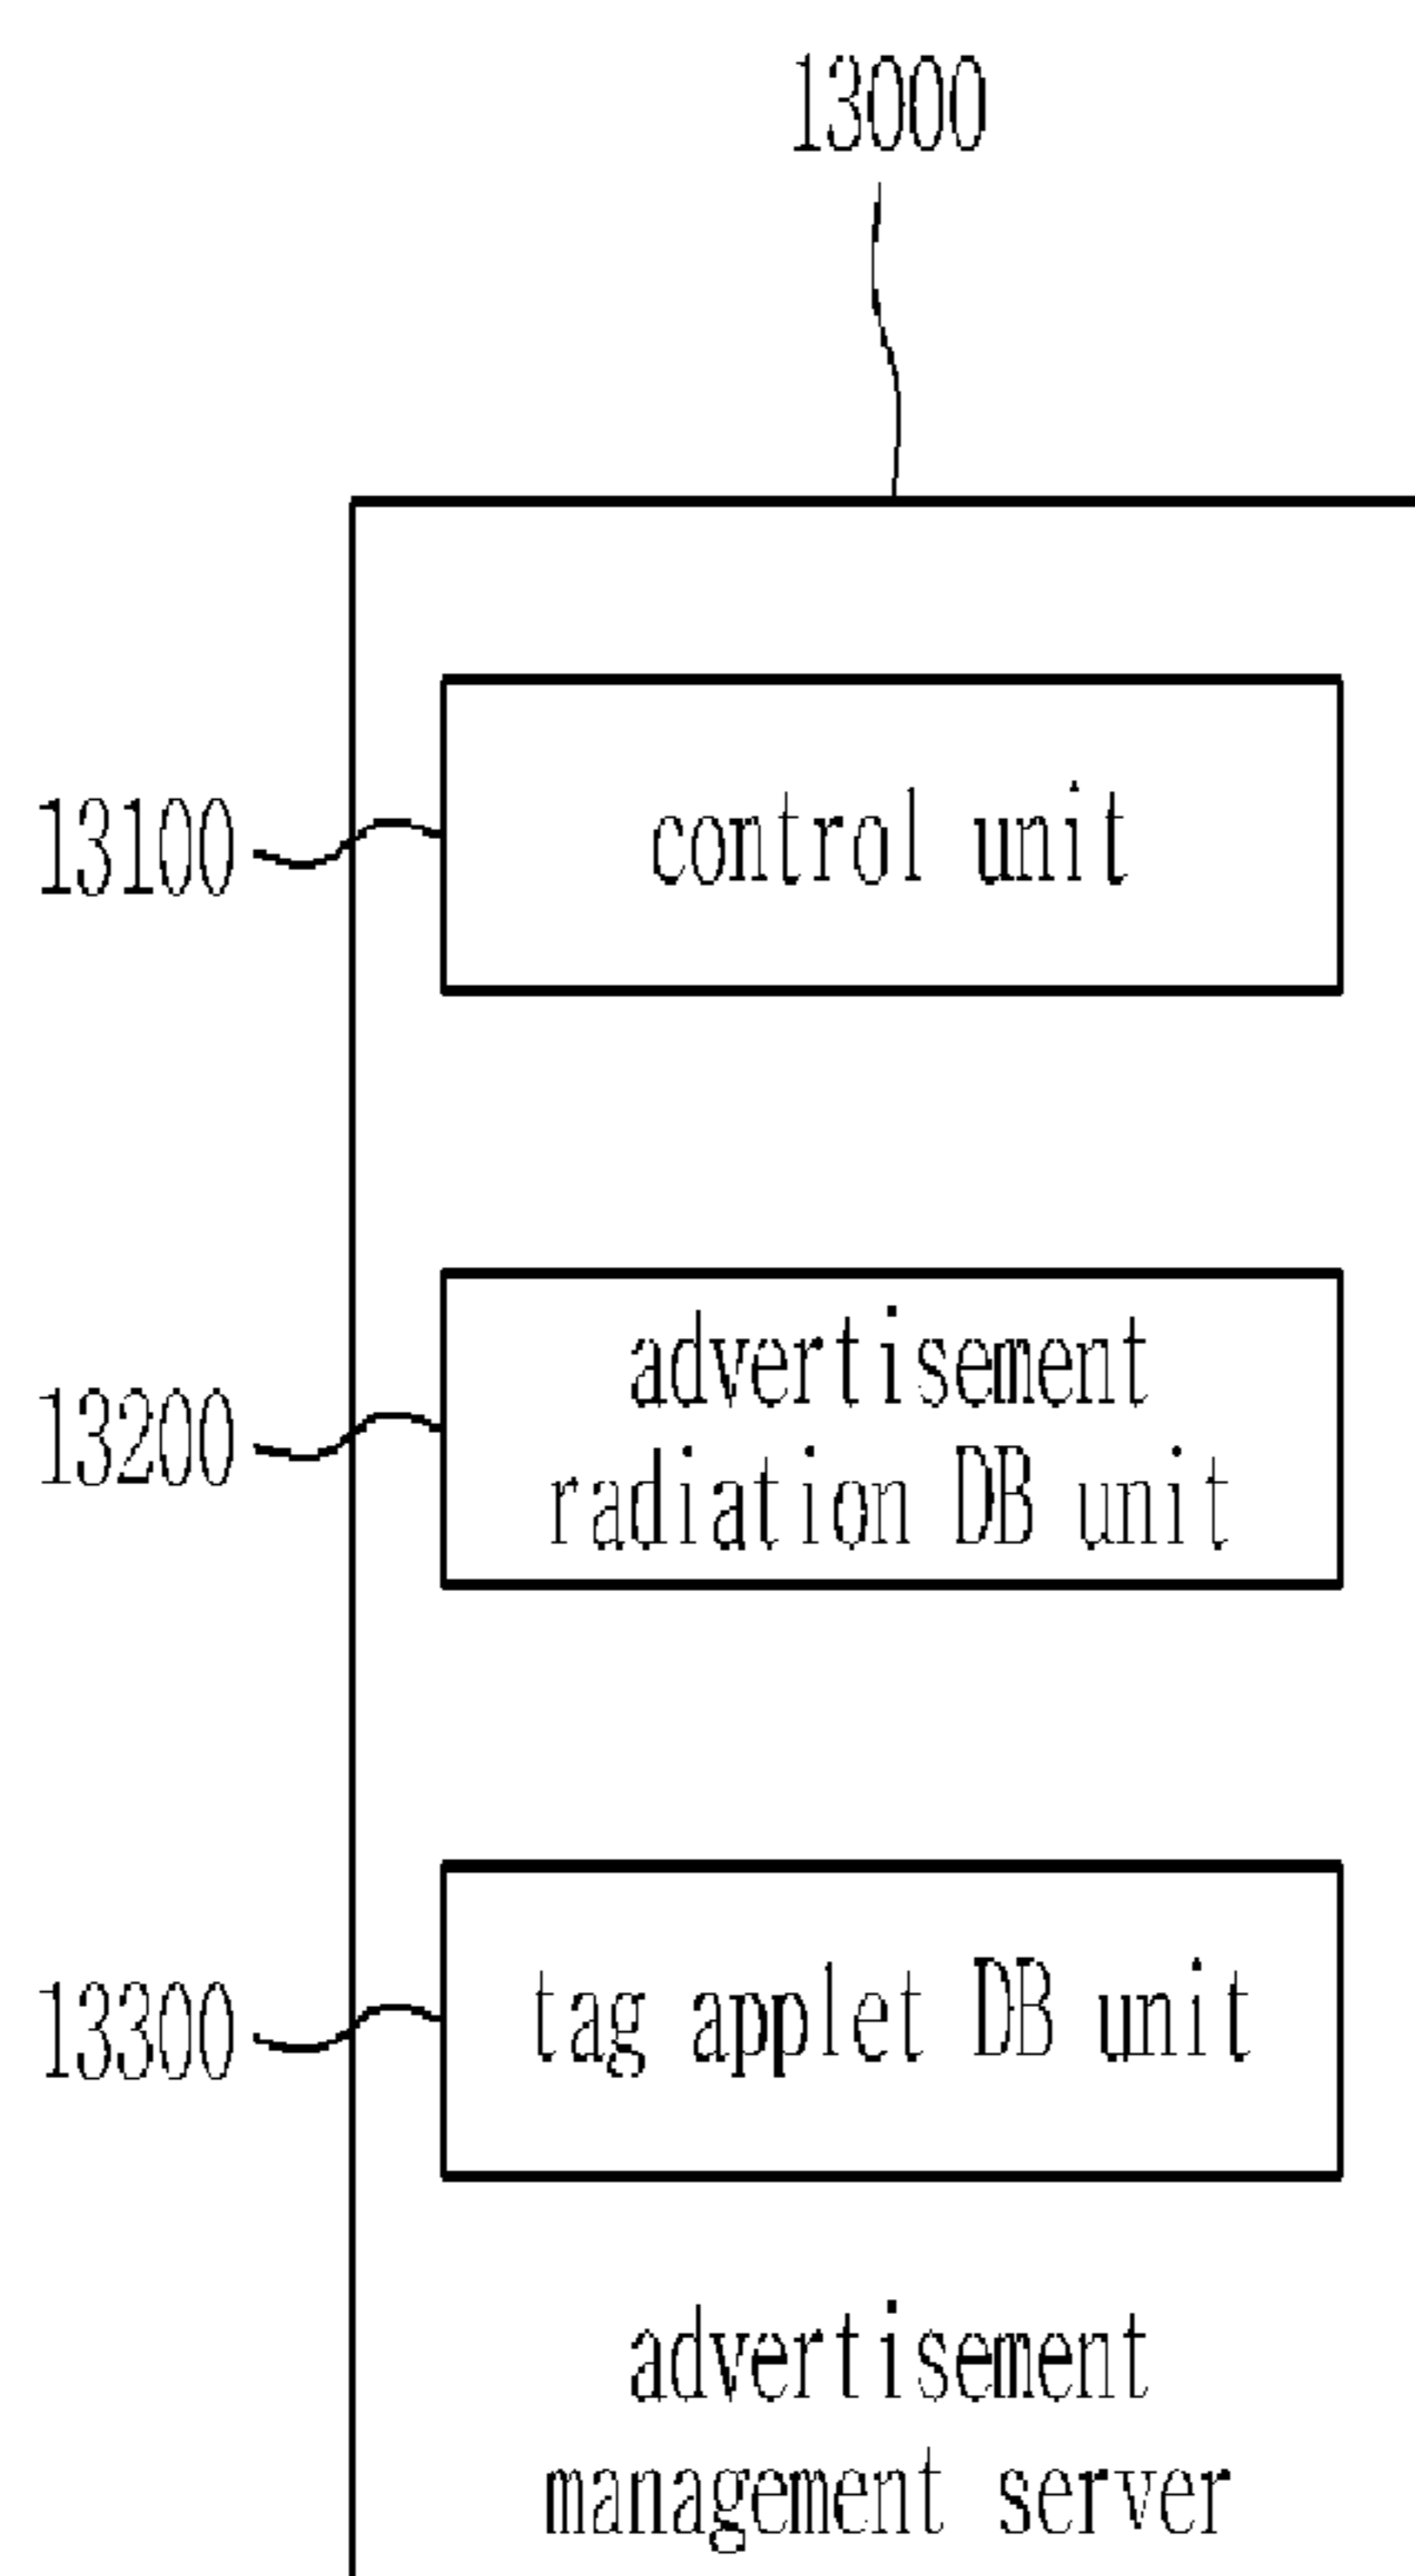 13000
13100
control unit
13200
advertisement
radiation DB unit
13300
tag applet DB unit
advertisement
management server